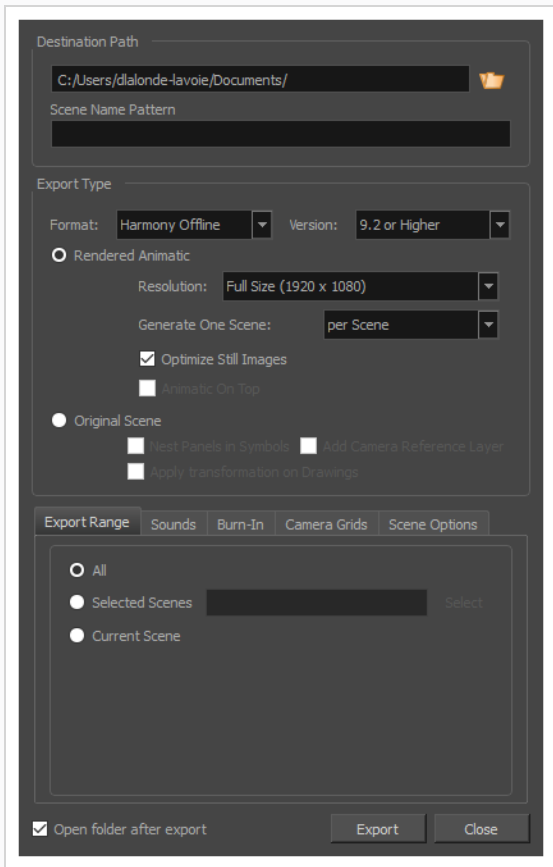 Destination Path
C:/Users/dlalonde-lavoie/Documents/
Scene Name Pattern
Export Type
Format: Harmony Offline Version: 9.2 or Higher
Rendered Animatic
Resolution: Full Size (1920 x 1080)
Generate One Scene: per Scene
Optimize Still Images
Animatic On Top
Original Scene
Nest Panels in Symbols Add Camera Reference Layer
Apply transformation on Drawings
Export Range Sounds Burn-In Camera Grids Scene Options
All
Selected Scenes Select
Current Scene
Open folder after export Export Close